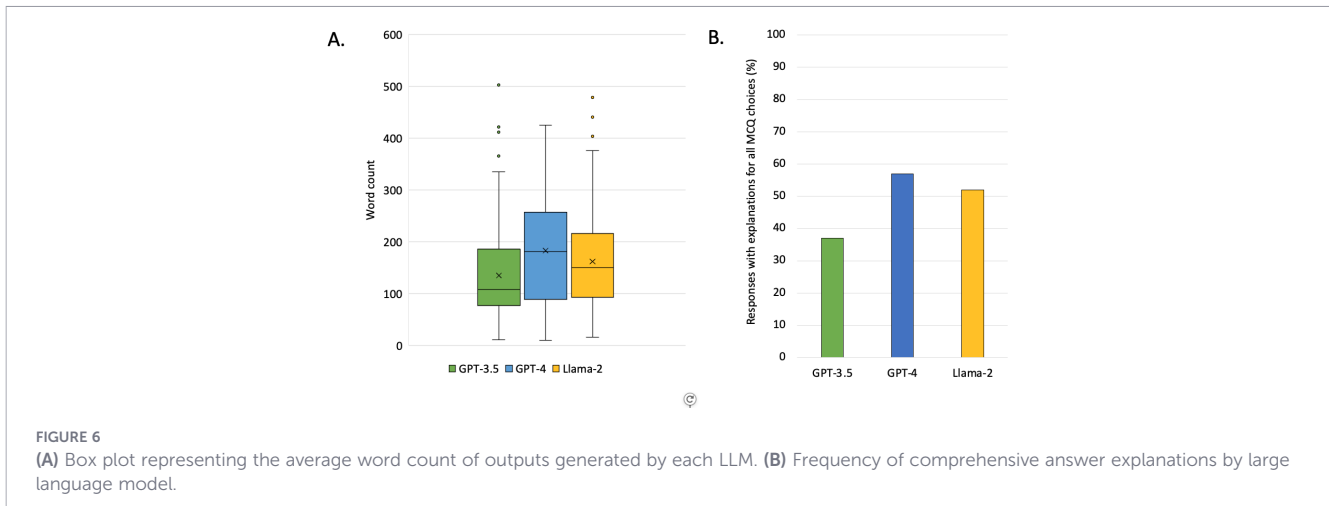 A.
600
500
400
300
200
100
0
Word count
GPT-3.5 GPT-4 Llama-2
B.
100
90
80
70
60
50
40
30
20
10
0
Responses with explanations for all MCQ choices (%)
GPT-3.5 GPT-4 Llama-2
FIGURE 6
(A) Box plot representing the average word count of outputs generated by each LLM. (B) Frequency of comprehensive answer explanations by large
language model.